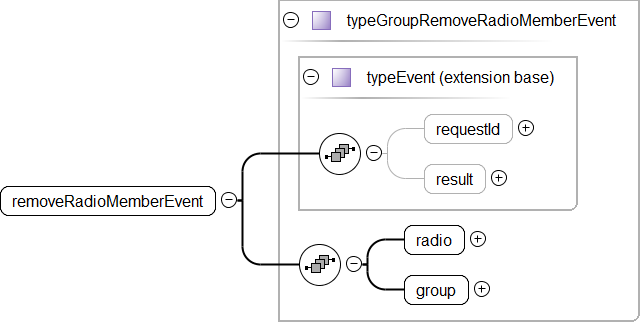 typeGroupRemoveRadioMemberEvent
typeEvent (extension base)
requestId
result
removeRadioMemberEvent
radio
group